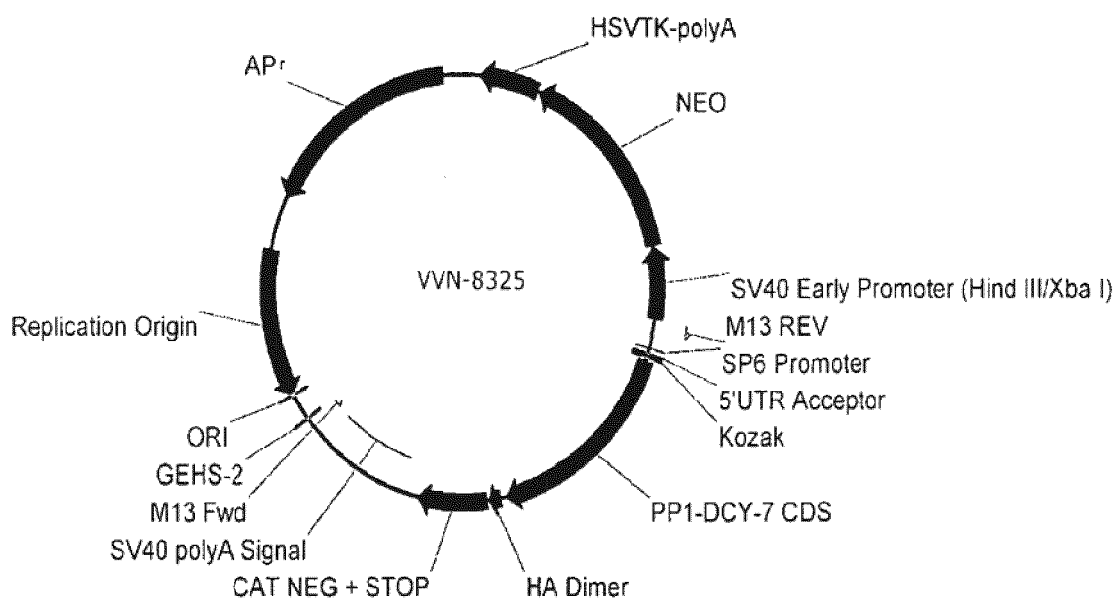 HSVTK-polyA
APr
NEO
VVN-8325
SV40 Early Promoter (Hind III/Xba I)
M13 REV
SP6 Promoter
5'UTR Acceptor
Kozak
Replication Origin
ORI
GEHS-2
M13 Fwd
SV40 polyA Signal
CAT NEG + STOP
HA Dimer
PP1-DCY-7 CDS